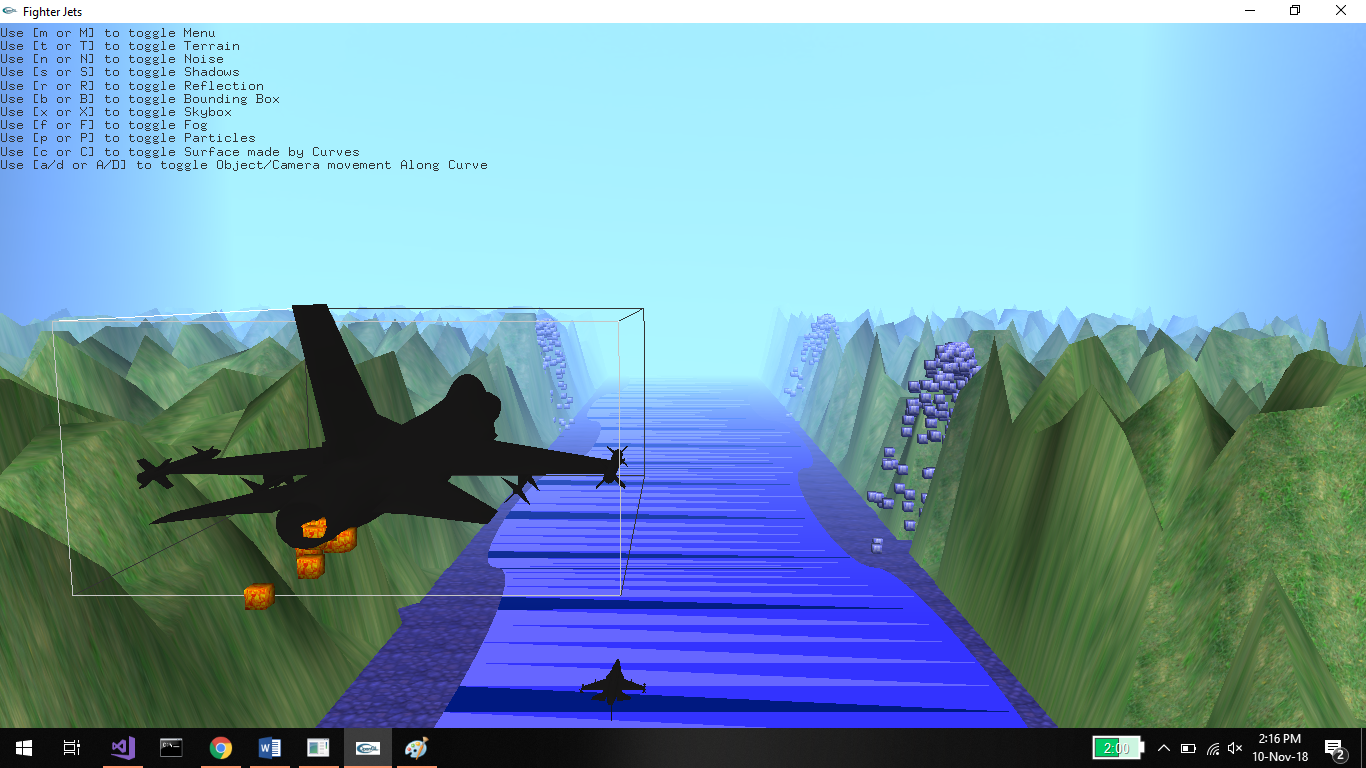 Fighter Jets
Use [m or M] to toggle Menu
Use [t or T] to toggle Terrain
Use [n or N] to toggle Noise
Use [s or S] to toggle Shadows
Use [r or R] to toggle Reflection
Use [b or B] to toggle Bounding Box
Use [x or X] to toggle Skybox
Use [f or F] to toggle Fog
Use [p or P] to toggle Particles
Use [c or C] to toggle Surface made by Curves
Use [a/d or A/D] to toggle Object/Camera movement Along Curve
2:00
2:16 PM
10-Nov-18
2